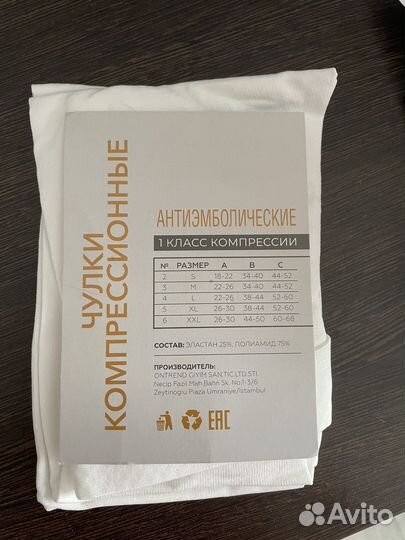 ЧУЛКИ
КОМПРЕССИОННЫЕ
АНТИЭМБОЛИЧЕСКИЕ
1 КЛАСС КОМПРЕССИИ
№ РАЗМЕР A B C
2 S 18-22 34-40 44-52
3 M 22-26 34-40 44-52
4 L 22-26 38-44 52-60
5 XL 26-30 38-44 52-60
6 XXL 26-30 44-50 60-68
СОСТАВ: ЭЛАСТАН 25%, ПОЛИАМИД 75%
ПРОИЗВОДИТЕЛЬ:
ONTREND GIYIM SAN.TIC.LTD.STI.
Necip Fazil Mah.Bahri Sk. No:1-3/6
Zeytinoglu Plaza Umraniye/Istambul
EAC
Avito